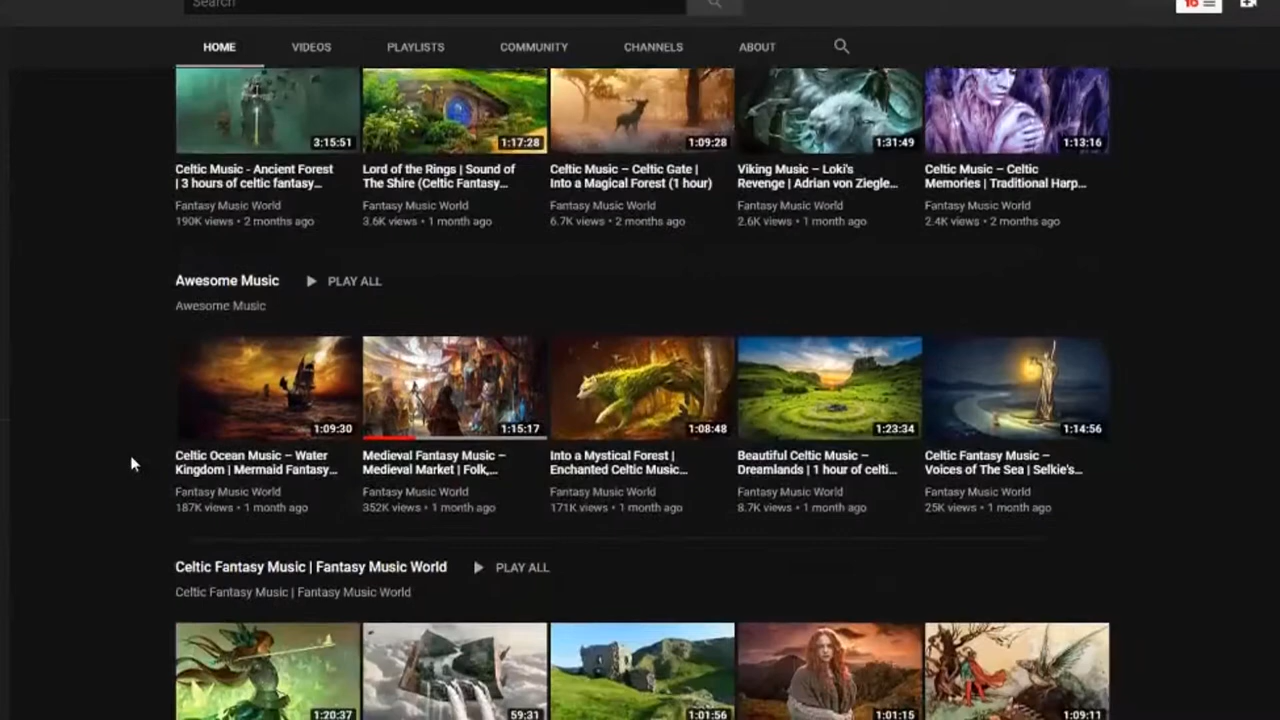 Search
HOME VIDEOS PLAYLISTS COMMUNITY CHANNELS ABOUT
3:15:51 1:17:28 1:09:28 1:31:49 1:13:16
Celtic Music - Ancient Forest
| 3 hours of celtic fantasy...
Fantasy Music World
190K views • 2 months ago
Lord of the Rings | Sound of
The Shire (Celtic Fantasy...
Fantasy Music World
3.6K views • 1 month ago
Celtic Music – Celtic Gate |
Into a Magical Forest (1 hour)
Fantasy Music World
6.7K views • 2 months ago
Viking Music – Loki's
Revenge | Adrian von Ziegle...
Fantasy Music World
2.6K views • 1 month ago
Celtic Music – Celtic
Memories | Traditional Harp...
Fantasy Music World
2.4K views • 2 months ago
Awesome Music PLAY ALL
Awesome Music
1:09:30 1:15:17 1:08:48 1:23:34 1:14:56
Celtic Ocean Music – Water
Kingdom | Mermaid Fantasy...
Fantasy Music World
187K views • 1 month ago
Medieval Fantasy Music –
Medieval Market | Folk,...
Fantasy Music World
352K views • 1 month ago
Into a Mystical Forest |
Enchanted Celtic Music...
Fantasy Music World
171K views • 1 month ago
Beautiful Celtic Music –
Dreamlands | 1 hour of celti...
Fantasy Music World
8.7K views • 1 month ago
Celtic Fantasy Music –
Voices of The Sea | Selkie's...
Fantasy Music World
25K views • 1 month ago
Celtic Fantasy Music | Fantasy Music World PLAY ALL
Celtic Fantasy Music | Fantasy Music World
1:20:37 59:31 1:01:56 1:01:15 1:09:11